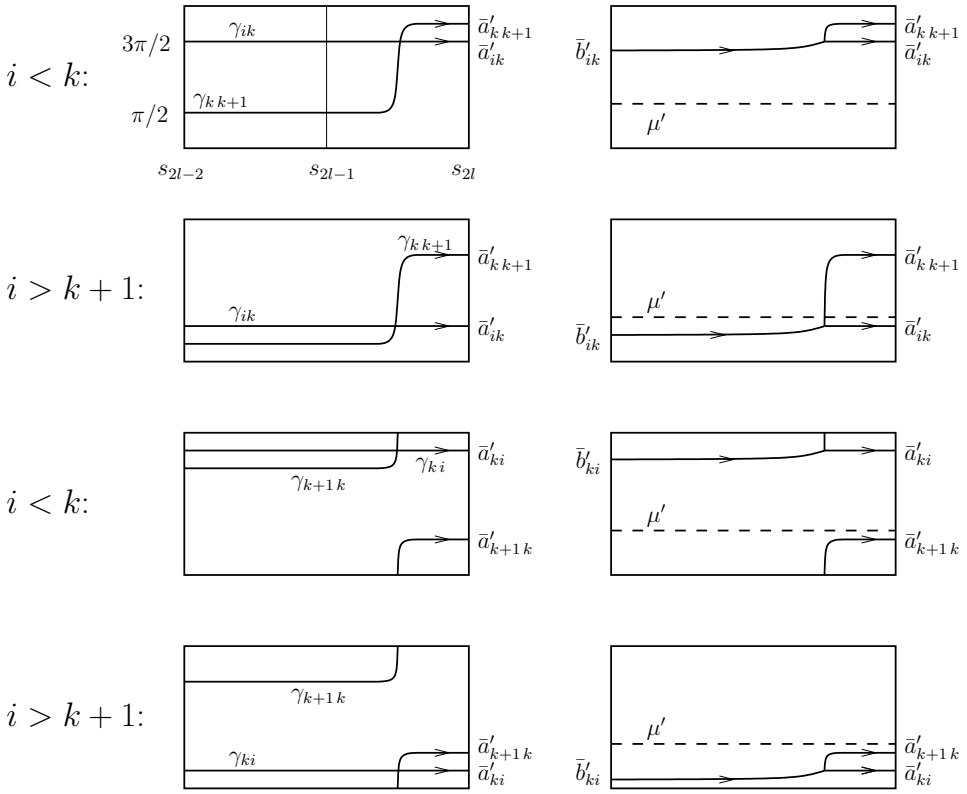 i < k:
3π/2
π/2
γ_{ik}
γ_{k k+1}
ā′_{k k+1}
ā′_{ik}
s_{2l−2}
s_{2l−1}
s_{2l}
b̄′_{ik}
μ′
ā′_{k k+1}
ā′_{ik}
i > k + 1:
γ_{k k+1}
γ_{ik}
ā′_{k k+1}
ā′_{ik}
μ′
b̄′_{ik}
ā′_{k k+1}
ā′_{ik}
i < k:
γ_{k i}
γ_{k+1 k}
ā′_{ki}
ā′_{k+1 k}
b̄′_{ki}
μ′
ā′_{ki}
ā′_{k+1 k}
i > k + 1:
γ_{k+1 k}
γ_{ki}
ā′_{k+1 k}
ā′_{ki}
μ′
b̄′_{ki}
ā′_{k+1 k}
ā′_{ki}